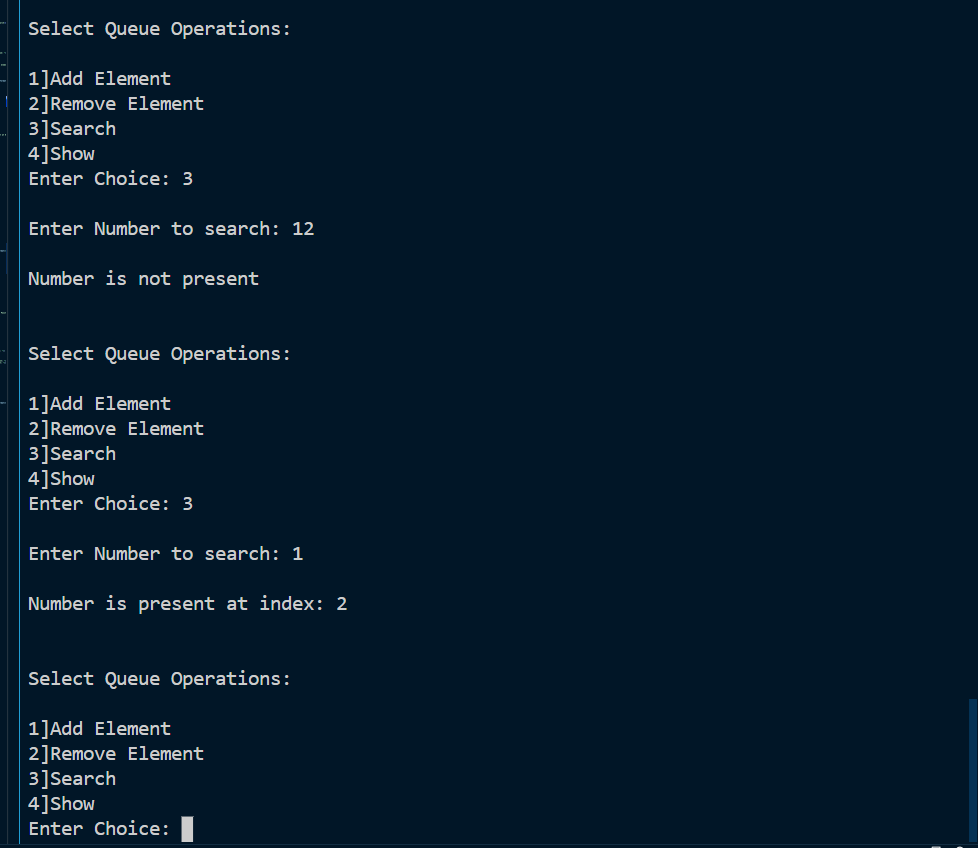 Select Queue Operations:
1]Add Element
2]Remove Element
3]Search
4]Show
Enter Choice: 3
Enter Number to search: 12
Number is not present
Select Queue Operations:
1]Add Element
2]Remove Element
3]Search
4]Show
Enter Choice: 3
Enter Number to search: 1
Number is present at index: 2
Select Queue Operations:
1]Add Element
2]Remove Element
3]Search
4]Show
Enter Choice: